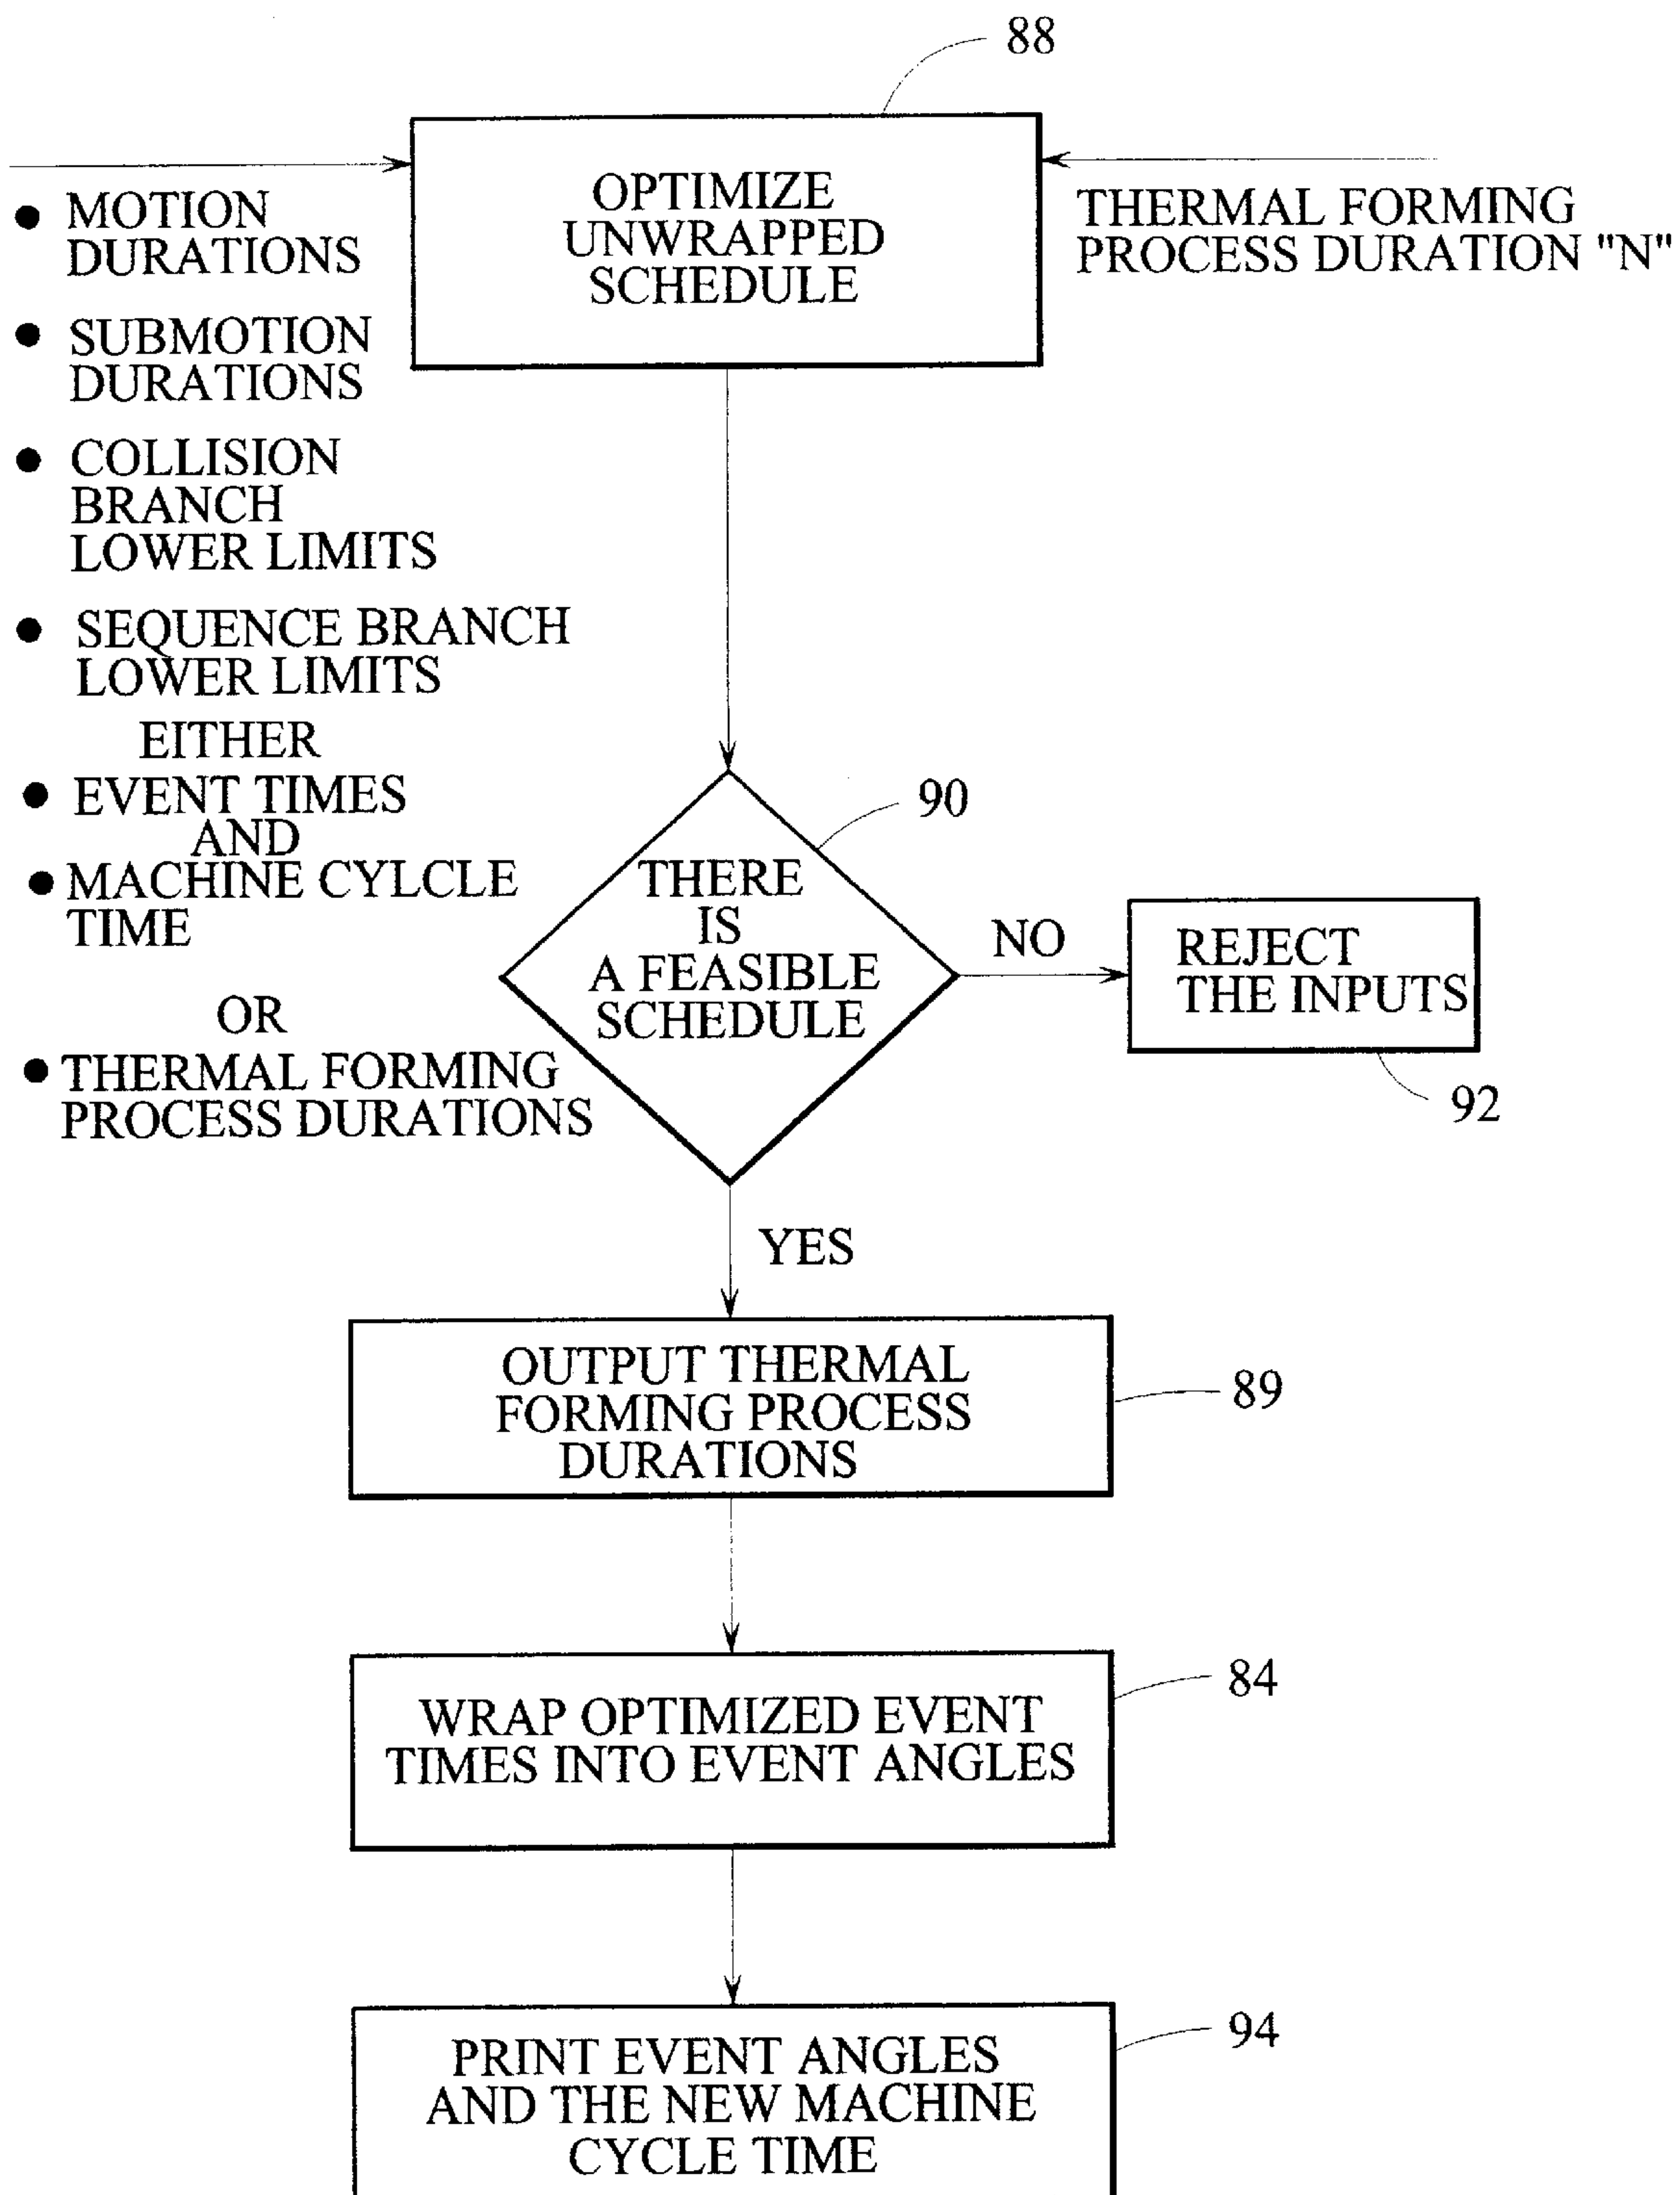 88
OPTIMIZE
UNWRAPPED
SCHEDULE
● MOTION
DURATIONS
● SUBMOTION
DURATIONS
● COLLISION
BRANCH
LOWER LIMITS
● SEQUENCE BRANCH
LOWER LIMITS
EITHER
● EVENT TIMES
AND
● MACHINE CYLCLE
TIME
OR
● THERMAL FORMING
PROCESS DURATIONS
THERMAL FORMING
PROCESS DURATION "N"
90
THERE
IS
A FEASIBLE
SCHEDULE
NO
REJECT
THE INPUTS
92
YES
OUTPUT THERMAL
FORMING PROCESS
DURATIONS
89
WRAP OPTIMIZED EVENT
TIMES INTO EVENT ANGLES
84
PRINT EVENT ANGLES
AND THE NEW MACHINE
CYCLE TIME
94